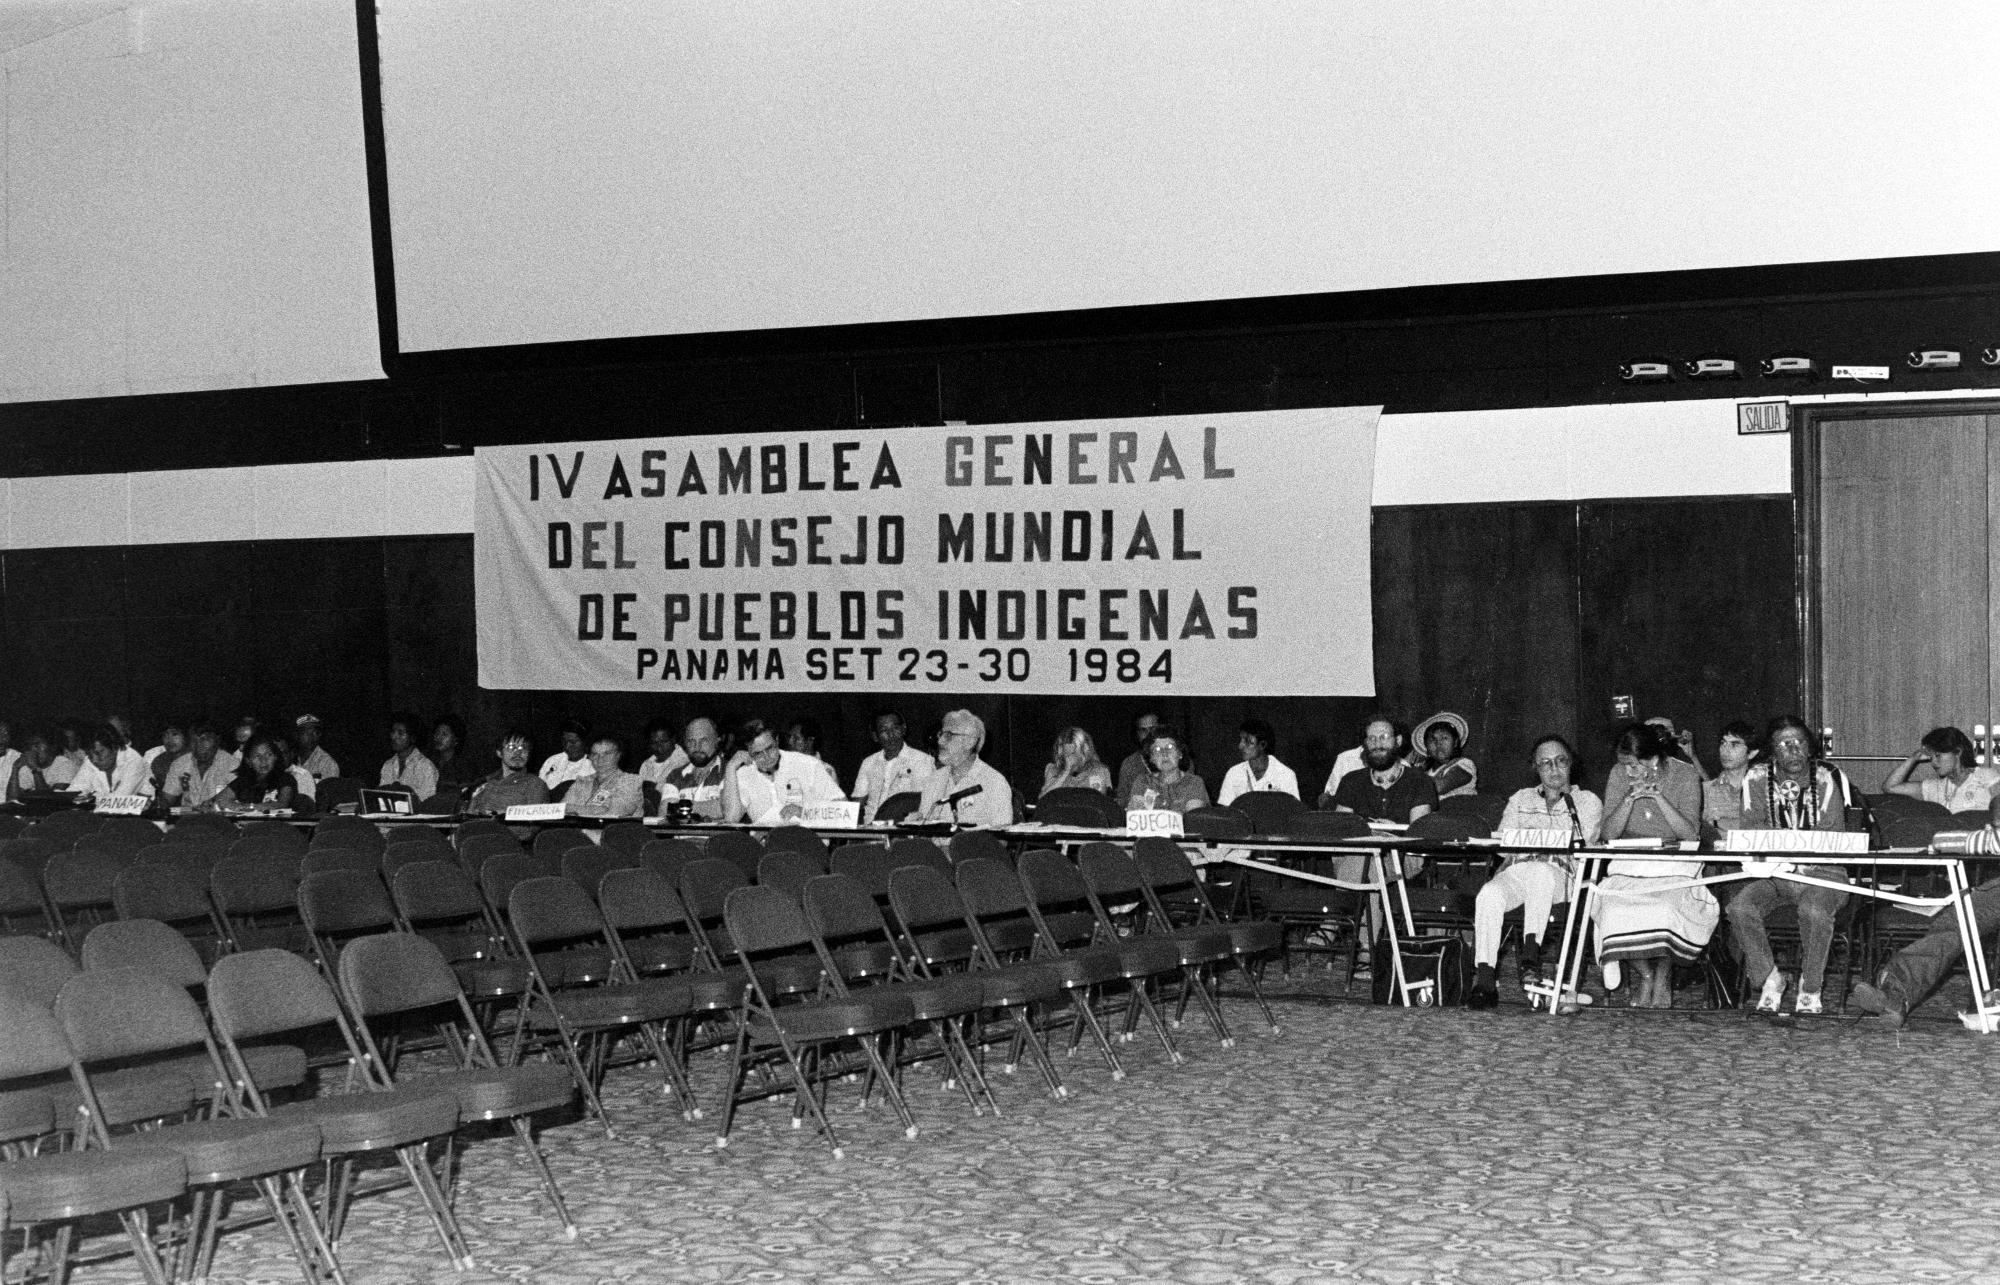 SALIDA
IV ASAMBLEA GENERAL
DEL CONSEJO MUNDIAL
DE PUEBLOS INDIGENAS
PANAMA SET 23-30 1984
PANAMA
FINLANCIA
NORUEGA
SUECIA
CANADA
ESTADOS UNIDOS